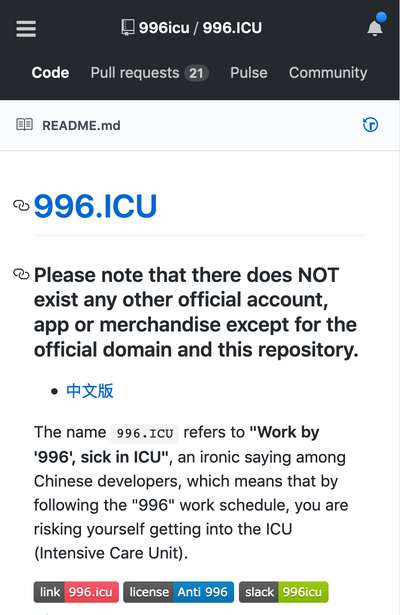 996icu / 996.ICU
Code Pull requests 21 Pulse Community
README.md
996.ICU
Please note that there does NOT
exist any other official account,
app or merchandise except for the
official domain and this repository.
中文版
The name 996.ICU refers to "Work by
'996', sick in ICU", an ironic saying among
Chinese developers, which means that by
following the "996" work schedule, you are
risking yourself getting into the ICU
(Intensive Care Unit).
link 996.icu license Anti 996 slack 996icu